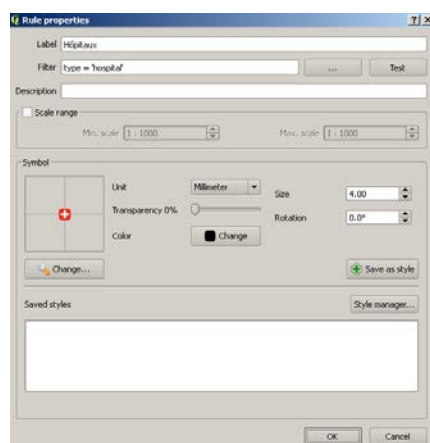 Rule properties
Label Hôpitaux
Filter type = 'hospital' ... Test
Description
Scale range
Min. scale 1 : 1000 Max. scale 1 : 1000
Symbol
Unit Millimeter Size 4.00
Transparency 0% Rotation 0.0°
Color Change
Change... Save as style
Saved styles Style manager...
OK Cancel